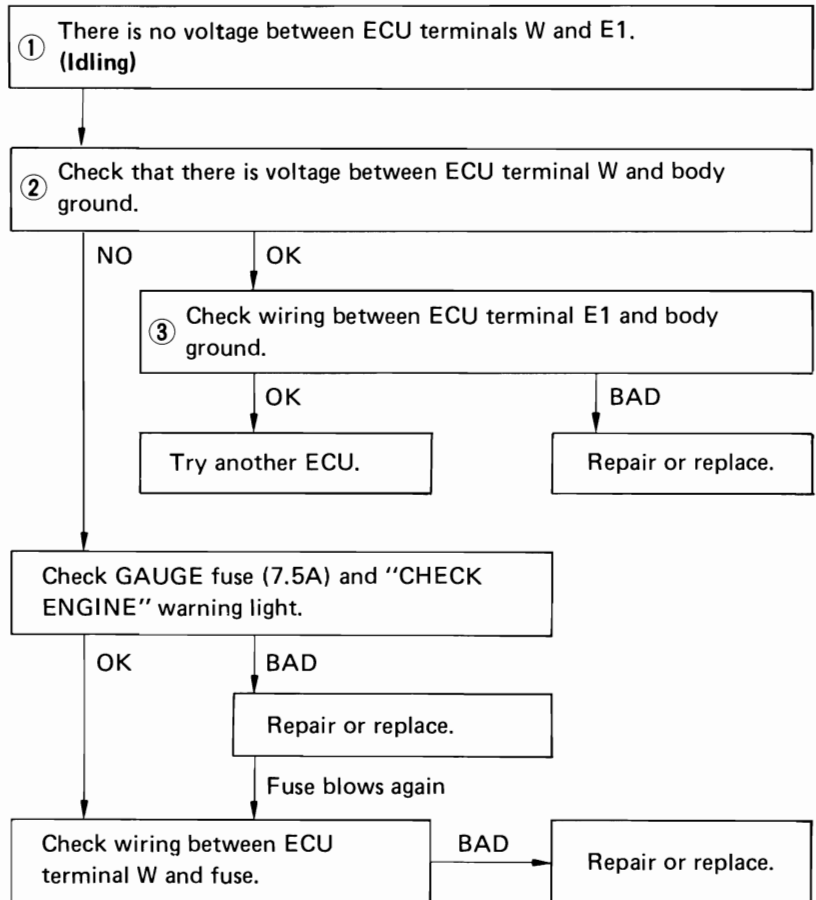 ① There is no voltage between ECU terminals W and E1.
(Idling)
② Check that there is voltage between ECU terminal W and body
ground.
NO
OK
③ Check wiring between ECU terminal E1 and body
ground.
OK
BAD
Try another ECU.
Repair or replace.
Check GAUGE fuse (7.5A) and "CHECK
ENGINE" warning light.
OK
BAD
Repair or replace.
Fuse blows again
Check wiring between ECU
terminal W and fuse.
BAD
Repair or replace.